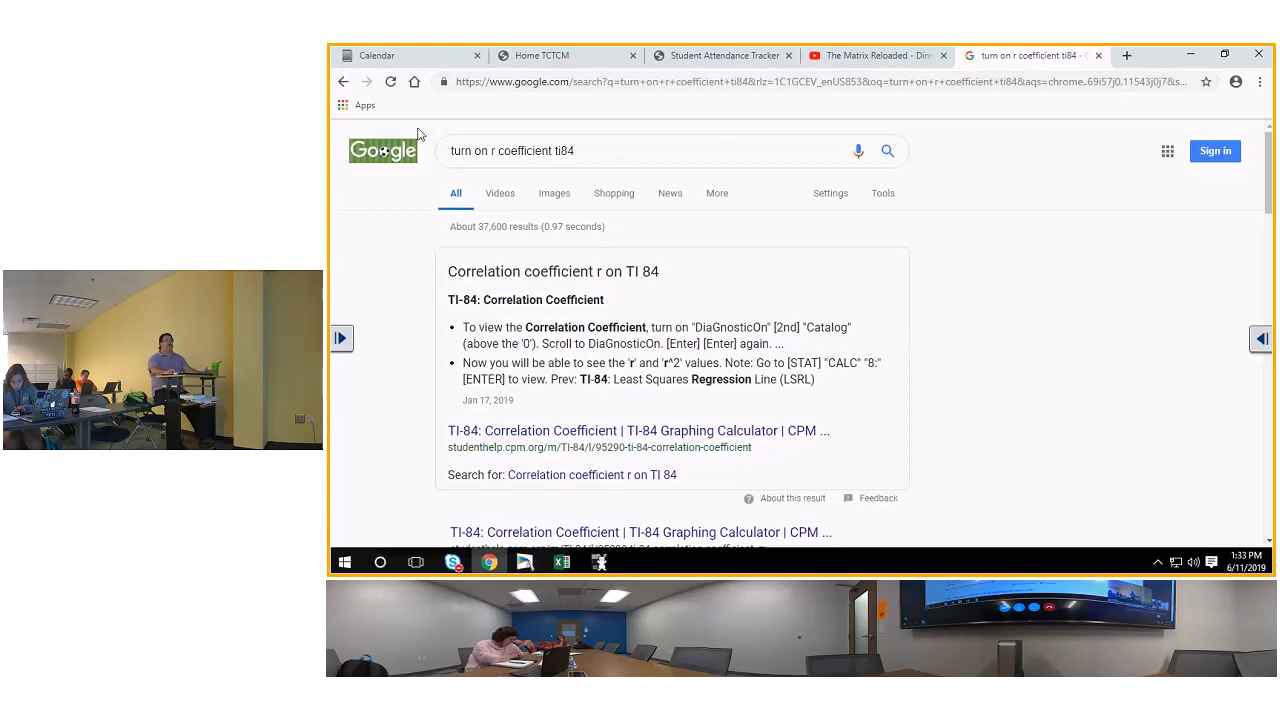 Calendar
Home TCTCM
Student Attendance Tracker
The Matrix Reloaded - Din
turn on r coefficient ti84 -
https://www.google.com/search?q=turn+on+r+coefficient+ti84&rlz=1C1GCEV_enUS853&oq=turn+on+r+coefficient+ti84&aqs=chrome..69i57j0.11543j0j7&s...
Apps
Google
turn on r coefficient ti84
Sign in
All Videos Images Shopping News More Settings Tools
About 37,600 results (0.97 seconds)
Correlation coefficient r on TI 84
TI-84: Correlation Coefficient
• To view the Correlation Coefficient, turn on "DiaGnosticOn" [2nd] "Catalog"
(above the '0'). Scroll to DiaGnosticOn. [Enter] [Enter] again. ...
• Now you will be able to see the 'r' and 'r^2' values. Note: Go to [STAT] "CALC" "8:"
[ENTER] to view. Prev: TI-84: Least Squares Regression Line (LSRL)
Jan 17, 2019
TI-84: Correlation Coefficient | TI-84 Graphing Calculator | CPM ...
studenthelp.cpm.org/m/TI-84/l/95290-ti-84-correlation-coefficient
Search for: Correlation coefficient r on TI 84
About this result Feedback
TI-84: Correlation Coefficient | TI-84 Graphing Calculator | CPM ...
1:33 PM
6/11/2019